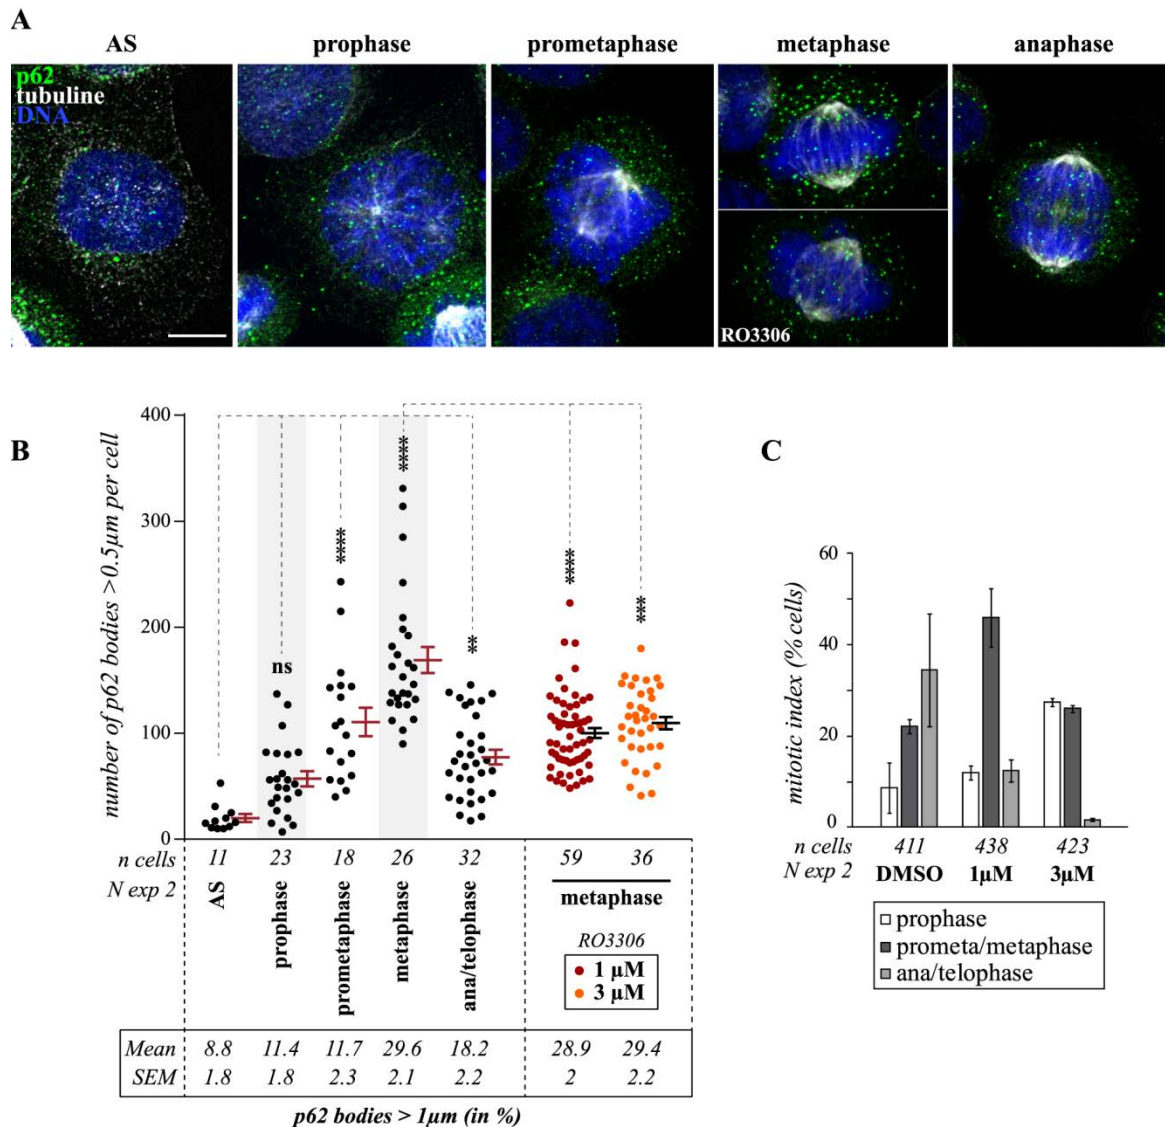 A
AS prophase prometaphase metaphase anaphase
p62
tubuline
DNA
RO3306
B
number of p62 bodies >0.5µm per cell
400
300
200
100
0
ns
****
****
**
****
***
n cells 11 23 18 26 32 59 36
N exp 2
AS
prophase
prometaphase
metaphase
ana/telophase
metaphase
RO3306
1 µM
3 µM
Mean 8.8 11.4 11.7 29.6 18.2 28.9 29.4
SEM 1.8 1.8 2.3 2.1 2.2 2 2.2
p62 bodies > 1µm (in %)
C
mitotic index (% cells)
60
40
20
0
n cells 411 438 423
N exp 2 DMSO 1µM 3µM
prophase
prometa/metaphase
ana/telophase